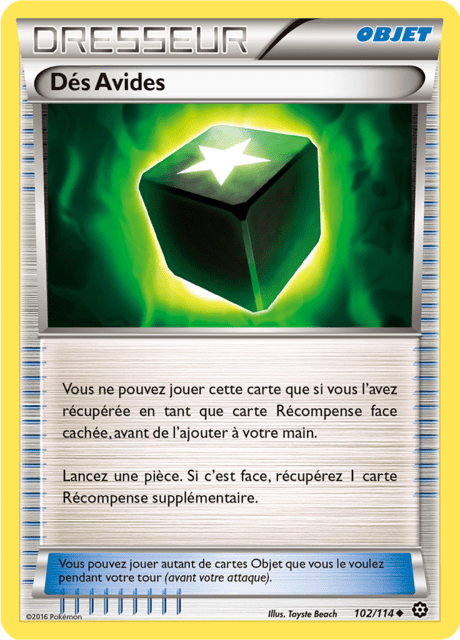 DRESSEUR
OBJET
Dés Avides
Vous ne pouvez jouer cette carte que si vous l'avez
récupérée en tant que carte Récompense face
cachée, avant de l'ajouter à votre main.
Lancez une pièce. Si c'est face, récupérez 1 carte
Récompense supplémentaire.
Vous pouvez jouer autant de cartes Objet que vous le voulez
pendant votre tour (avant votre attaque).
©2016 Pokémon
Illus. Toyste Beach
102/114